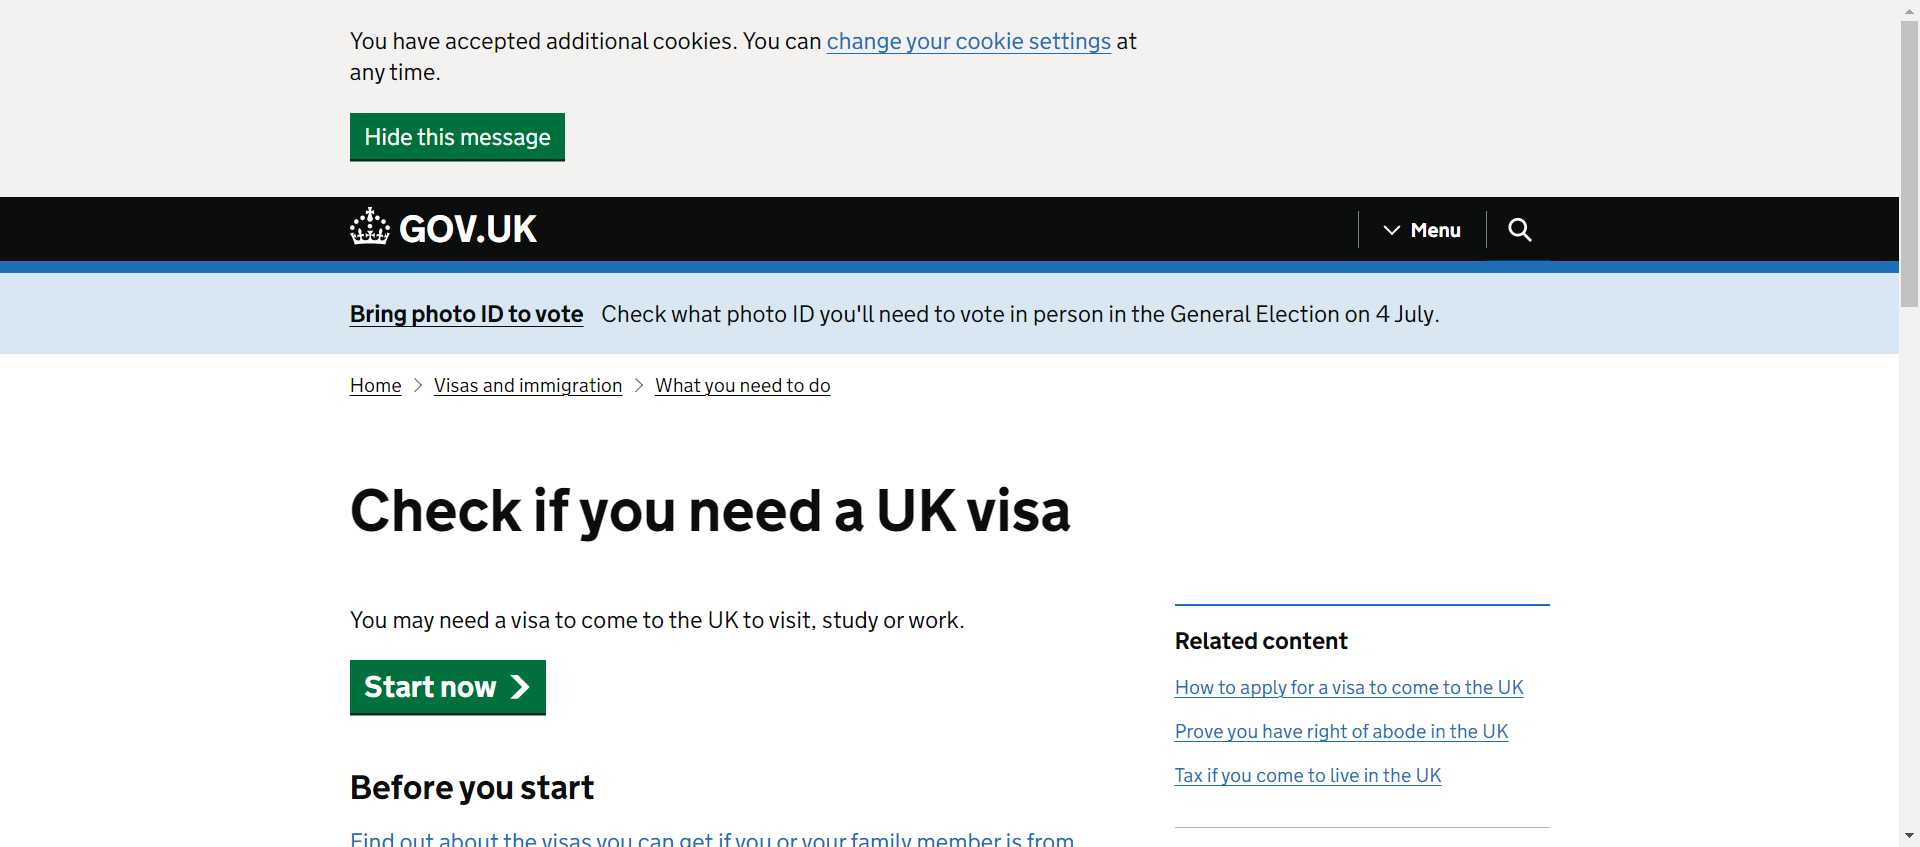 You have accepted additional cookies. You can change your cookie settings at
any time.
Hide this message
GOV.UK
Menu
Bring photo ID to vote Check what photo ID you'll need to vote in person in the General Election on 4 July.
Home > Visas and immigration > What you need to do
Check if you need a UK visa
You may need a visa to come to the UK to visit, study or work.
Start now
Before you start
Find out about the visas you can get if you or your family member is from
Related content
How to apply for a visa to come to the UK
Prove you have right of abode in the UK
Tax if you come to live in the UK